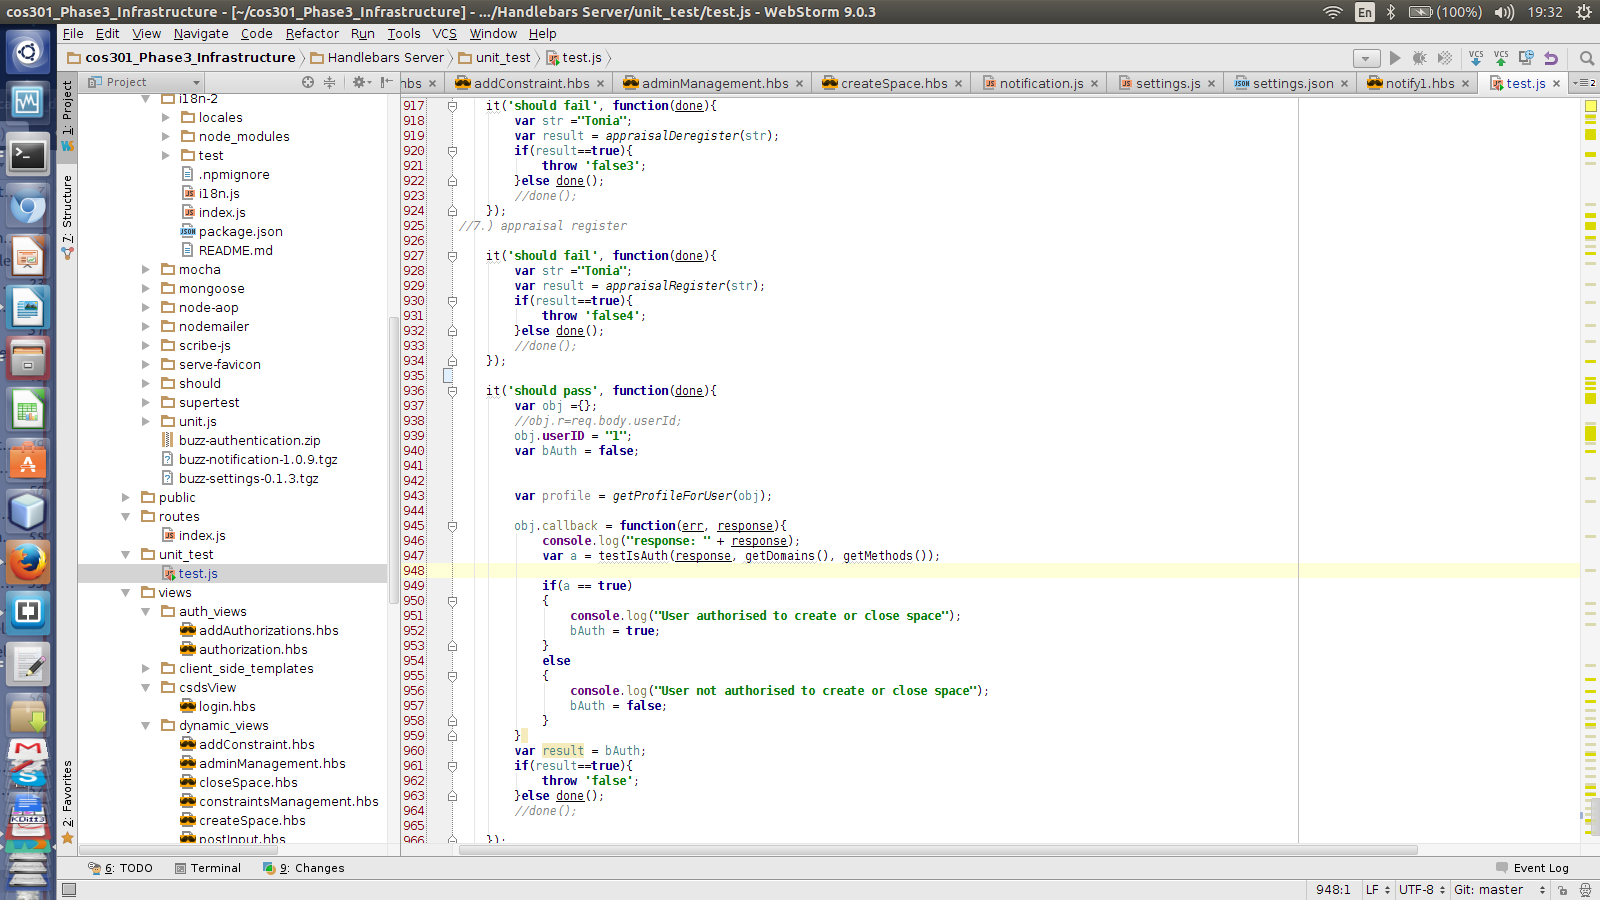 cos301_Phase3_Infrastructure - [~/cos301_Phase3_Infrastructure] - .../Handlebars Server/unit_test/test.js - WebStorm 9.0.3
En (100%) 19:32
File Edit View Navigate Code Refactor Run Tools VCS Window Help
cos301_Phase3_Infrastructure Handlebars Server unit_test test.js
VCS VCS
Project
nbs addConstraint.hbs adminManagement.hbs createSpace.hbs notification.js settings.js settings.json notify1.hbs test.js 2
1: Project
7: Structure
2: Favorites
i18n-2
locales
node_modules
test
.npmignore
i18n.js
index.js
package.json
README.md
mocha
mongoose
node-aop
nodemailer
scribe-js
serve-favicon
should
supertest
unit.js
buzz-authentication.zip
buzz-notification-1.0.9.tgz
buzz-settings-0.1.3.tgz
public
routes
index.js
unit_test
test.js
views
auth_views
addAuthorizations.hbs
authorization.hbs
client_side_templates
csdsView
login.hbs
dynamic_views
addConstraint.hbs
adminManagement.hbs
closeSpace.hbs
constraintsManagement.hbs
createSpace.hbs
postInput.hbs
917 it('should fail', function(done){
918 var str ="Tonia";
919 var result = appraisalDeregister(str);
920 if(result==true){
921 throw 'false3';
922 }else done();
923 //done();
924 });
925 //7.) appraisal register
926
927 it('should fail', function(done){
928 var str ="Tonia";
929 var result = appraisalRegister(str);
930 if(result==true){
931 throw 'false4';
932 }else done();
933 //done();
934 });
935
936 it('should pass', function(done){
937 var obj ={};
938 //obj.r=req.body.userId;
939 obj.userID = "1";
940 var bAuth = false;
941
942
943 var profile = getProfileForUser(obj);
944
945 obj.callback = function(err, response){
946 console.log("response: " + response);
947 var a = testIsAuth(response, getDomains(), getMethods());
948
949 if(a == true)
950 {
951 console.log("User authorised to create or close space");
952 bAuth = true;
953 }
954 else
955 {
956 console.log("User not authorised to create or close space");
957 bAuth = false;
958 }
959 }
960 var result = bAuth;
961 if(result==true){
962 throw 'false';
963 }else done();
964 //done();
965
966 });
6: TODO Terminal 9: Changes Event Log
948:1 LF UTF-8 Git: master